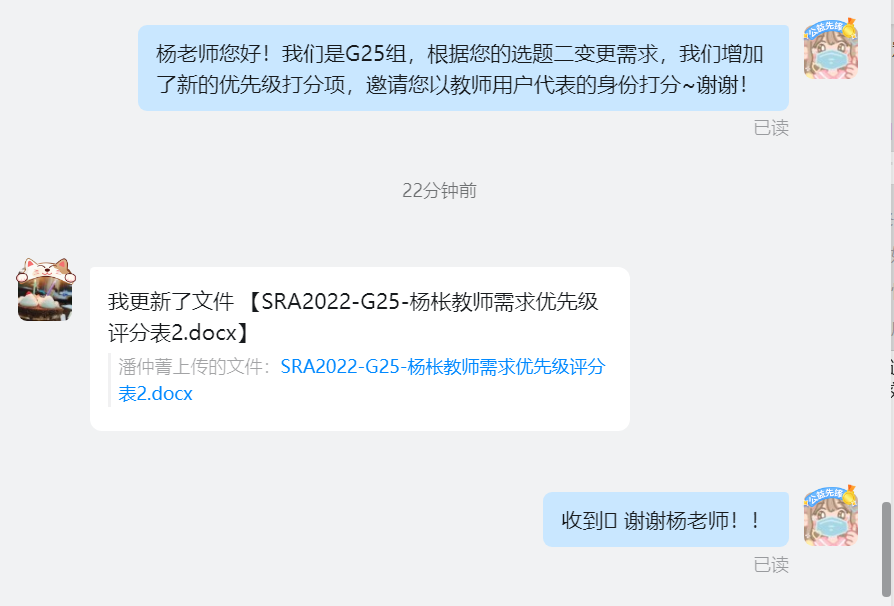 杨老师您好！我们是G25组，根据您的选题二变更需求，我们增加
了新的优先级打分项，邀请您以教师用户代表的身份打分~谢谢！
已读
22分钟前
我更新了文件 【SRA2022-G25-杨枨教师需求优先级
评分表2.docx】
潘仲菁上传的文件：SRA2022-G25-杨枨教师需求优先级评分
表2.docx
收到 谢谢杨老师！！
已读